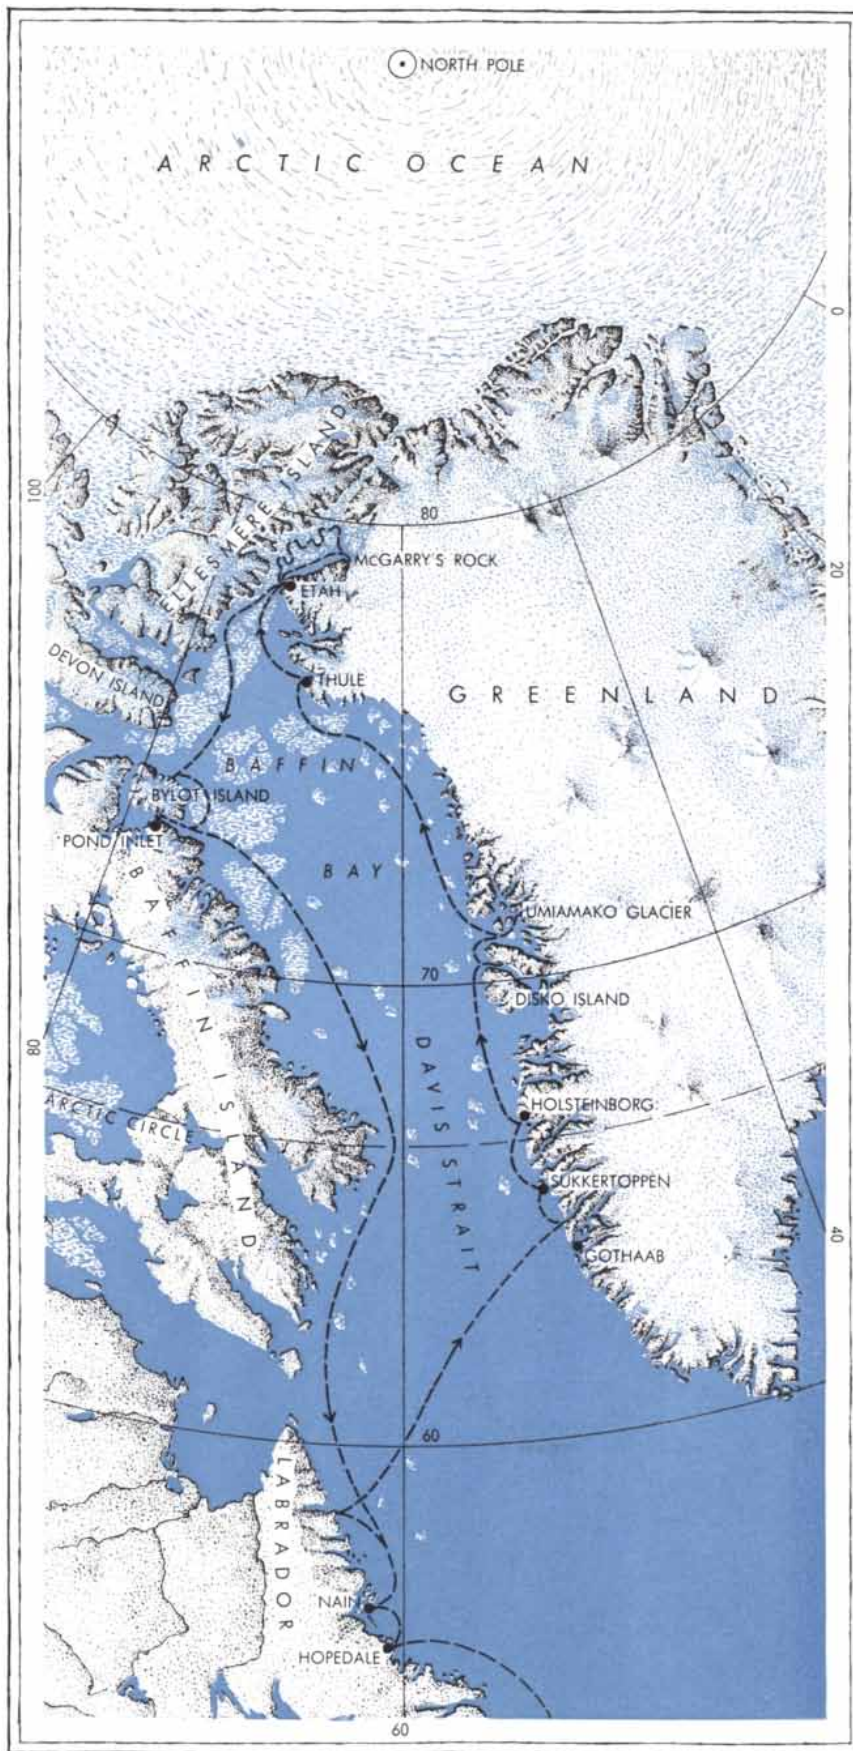 NORTH POLE
ARCTIC OCEAN
0
100
ELLESMERE ISLAND
80
McGARRY'S ROCK
20
ETAH
DEVON ISLAND
THULE
GREENLAND
BAFFIN
BYLOT ISLAND
POND INLET
BAY
UMIAMAKO GLACIER
BAFFIN ISLAND
70
DISKO ISLAND
80
DAVIS STRAIT
ARCTIC CIRCLE
HOLSTEINBORG
SUKKERTOPPEN
40
GOTHAAB
60
LABRADOR
NAIN
HOPEDALE
60